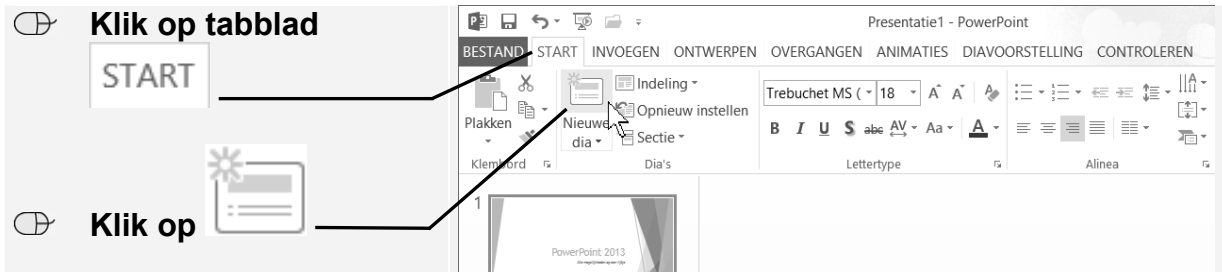 Klik op tabblad
START
Klik op
Presentatie1 - PowerPoint
BESTAND START INVOEGEN ONTWERPEN OVERGANGEN ANIMATIES DIAVOORSTELLING CONTROLEREN
Plakken
Nieuwe
dia
Indeling
Opnieuw instellen
Sectie
Trebuchet MS ( 18 A A
B I U S abc AV Aa A
Klembord Dia's Lettertype Alinea
1
PowerPoint 2013